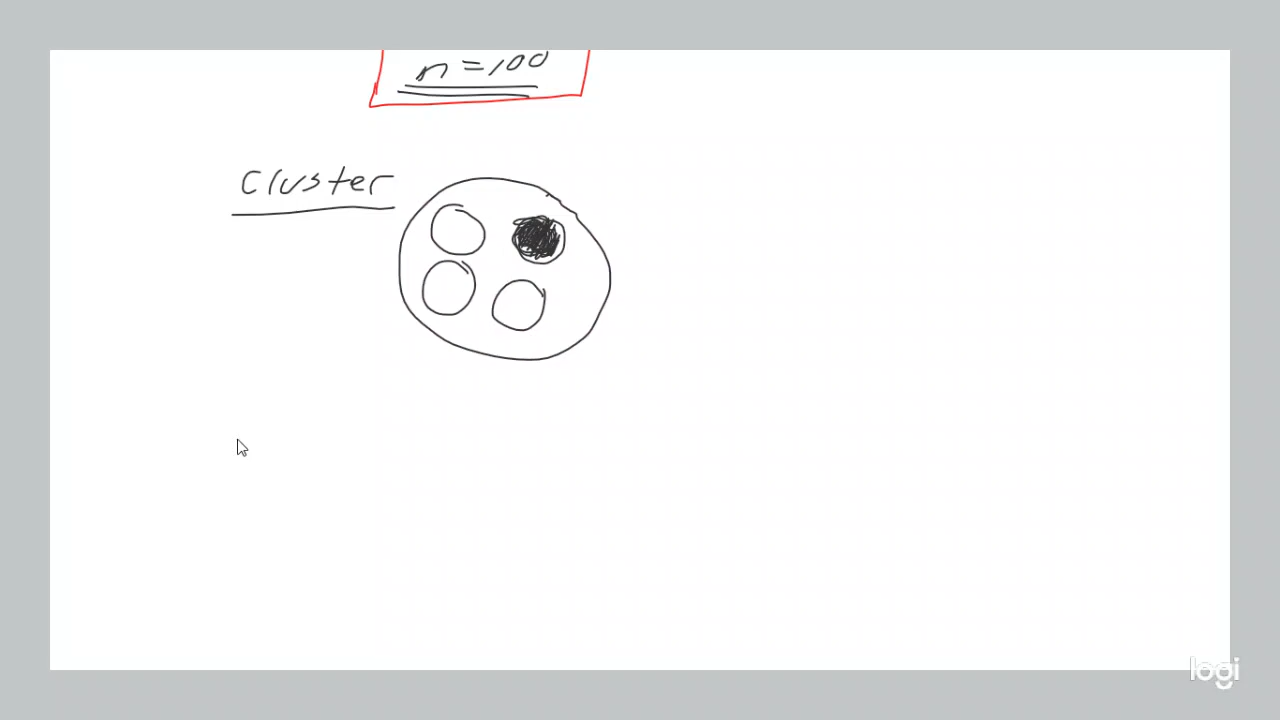 n = 100
cluster
logi